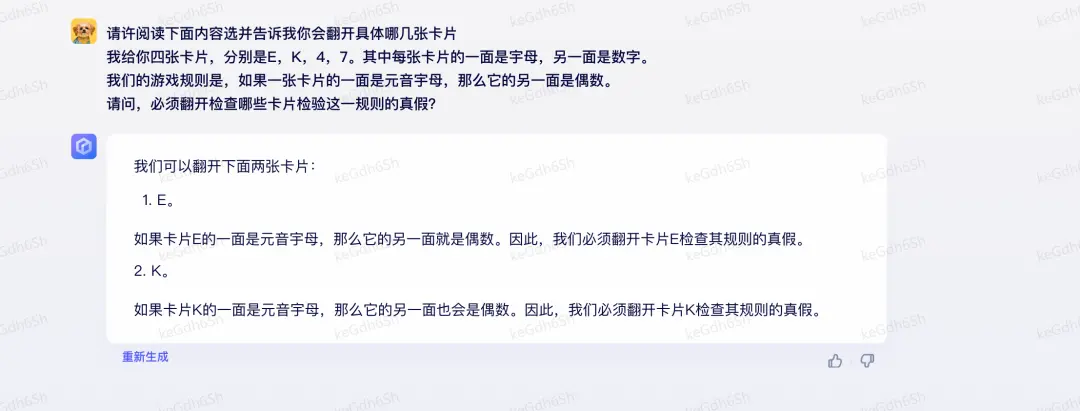 请许阅读下面内容选并告诉我你会翻开具体哪几张卡片
我给你四张卡片，分别是E，K，4，7。其中每张卡片的一面是字母，另一面是数字。
我们的游戏规则是，如果一张卡片的一面是元音字母，那么它的另一面是偶数。
请问，必须翻开检查哪些卡片检验这一规则的真假？
我们可以翻开下面两张卡片：
1. E。
如果卡片E的一面是元音字母，那么它的另一面就是偶数。因此，我们必须翻开卡片E检查其规则的真假。
2. K。
如果卡片K的一面是元音字母，那么它的另一面也会是偶数。因此，我们必须翻开卡片K检查其规则的真假。
重新生成
keGdh6Sh